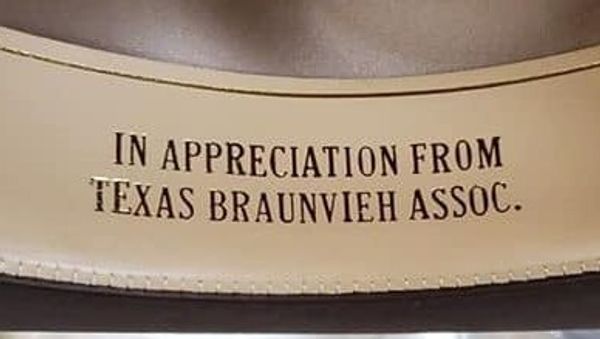 IN APPRECIATION FROM
TEXAS BRAUNVIEH ASSOC.